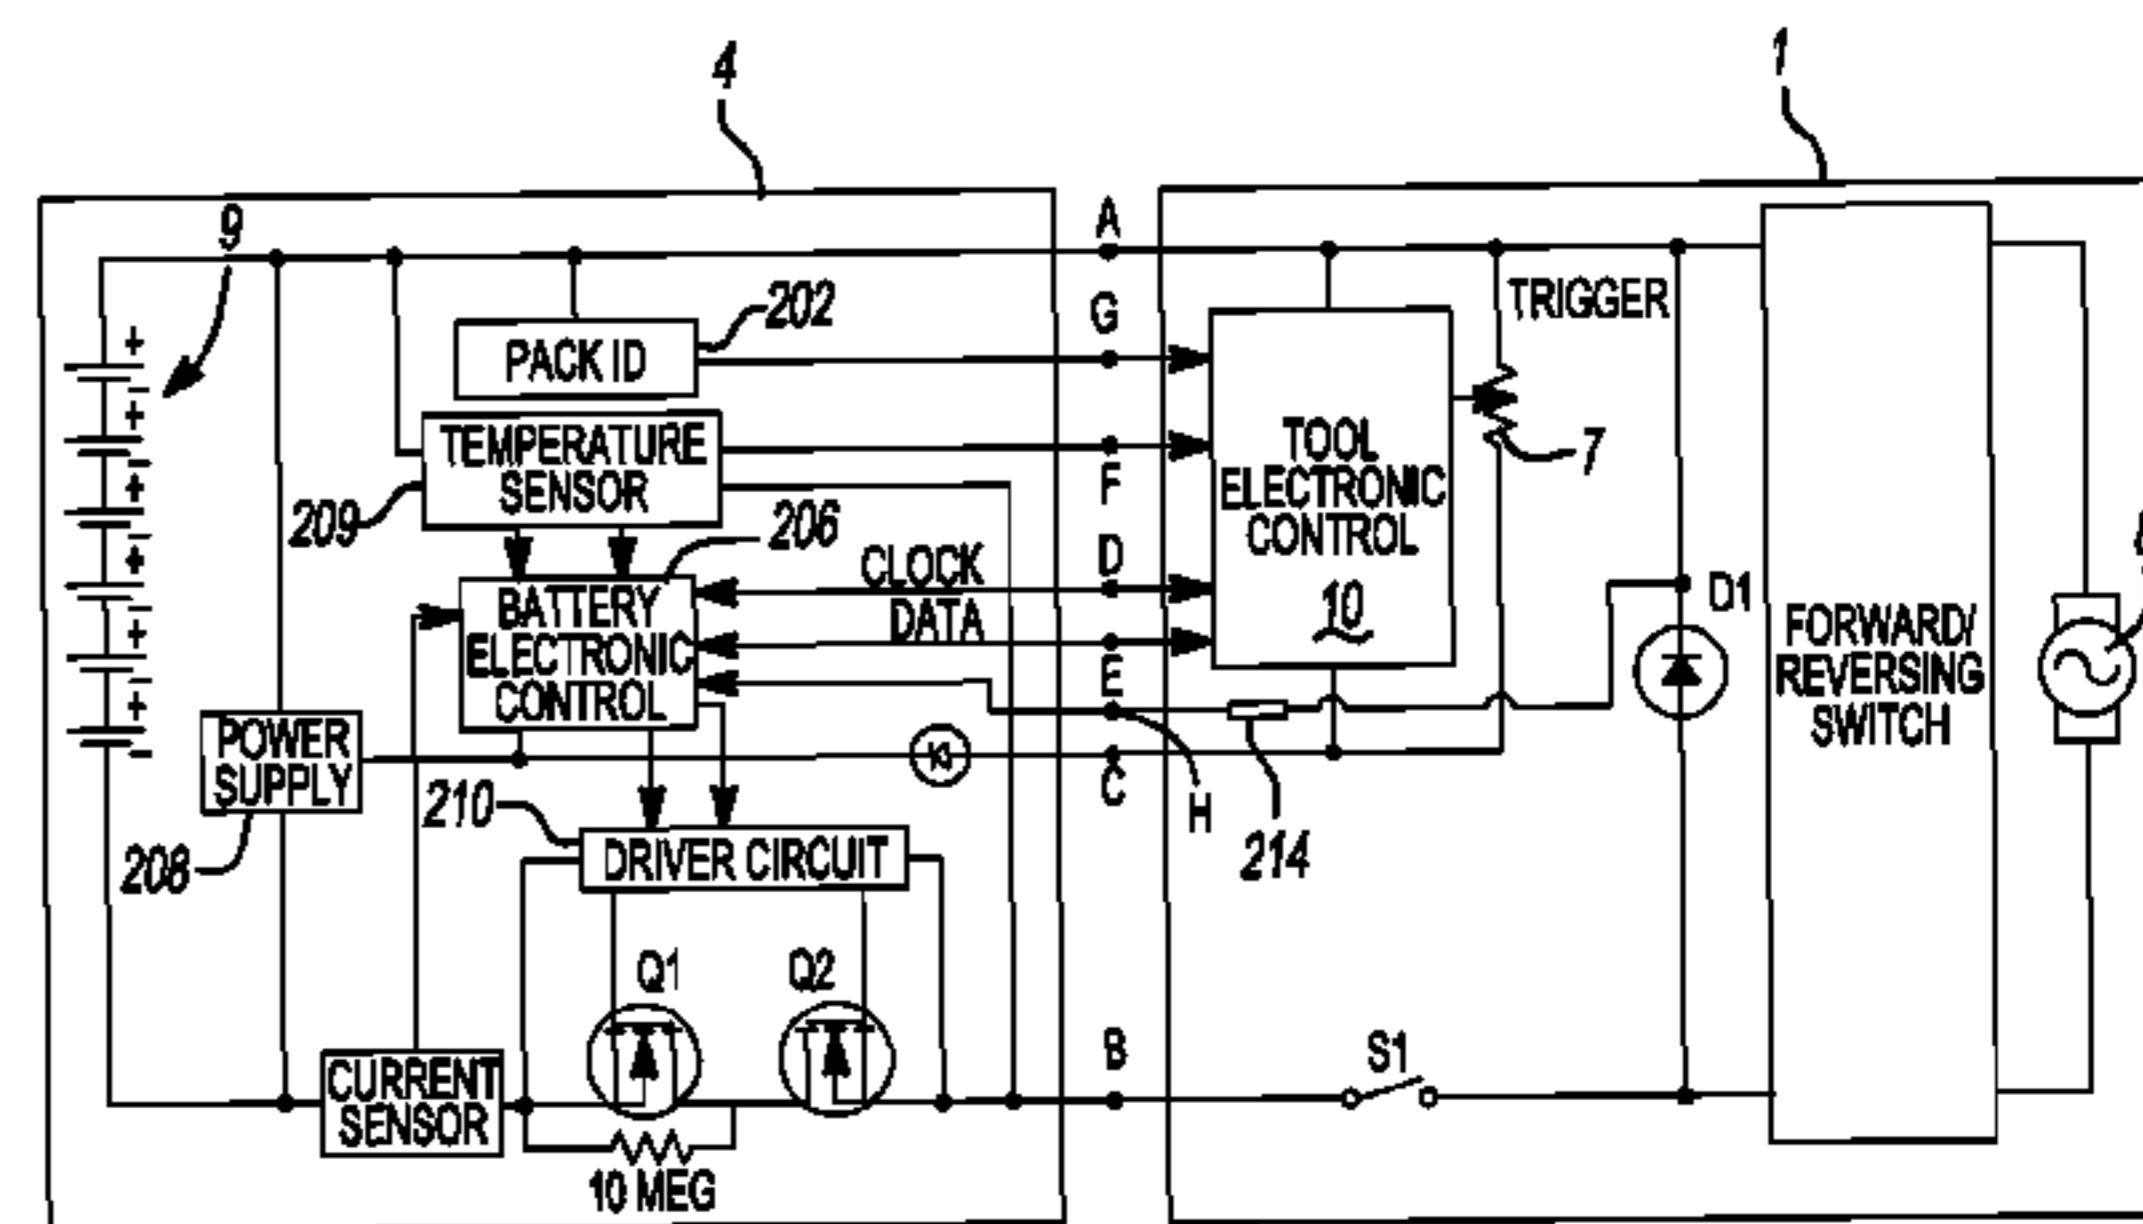 4
1
9
A
202
G
TRIGGER
PACK ID
TEMPERATURE
SENSOR
209
206
F
TOOL
ELECTRONIC
CONTROL
10
7
CLOCK
D
DATA
E
BATTERY
ELECTRONIC
CONTROL
D1
FORWARD/
REVERSING
SWITCH
POWER
SUPPLY
208
210
C
H
214
DRIVER CIRCUIT
Q1
Q2
B
S1
CURRENT
SENSOR
10 MEG
+
-
+
-
+
-
+
-
+
-
+
-